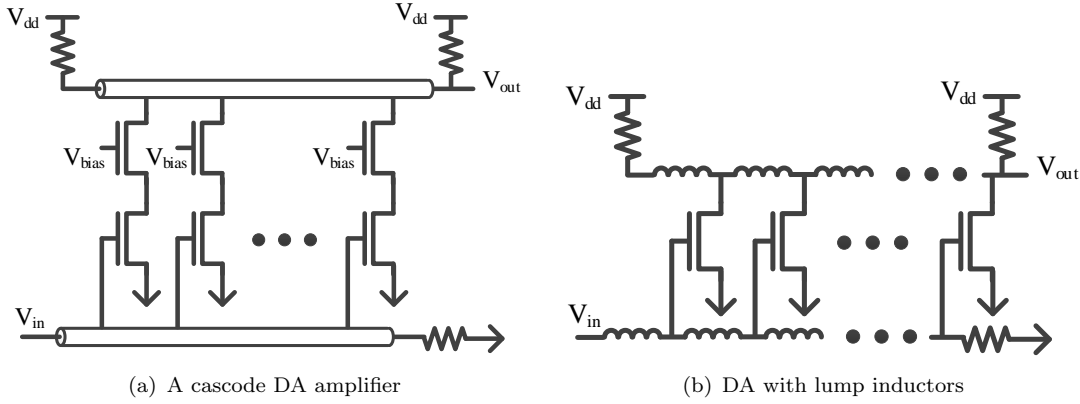 V_dd V_dd
V_out
V_bias V_bias V_bias
V_in
(a) A cascode DA amplifier
V_dd V_dd
V_out
V_in
(b) DA with lump inductors